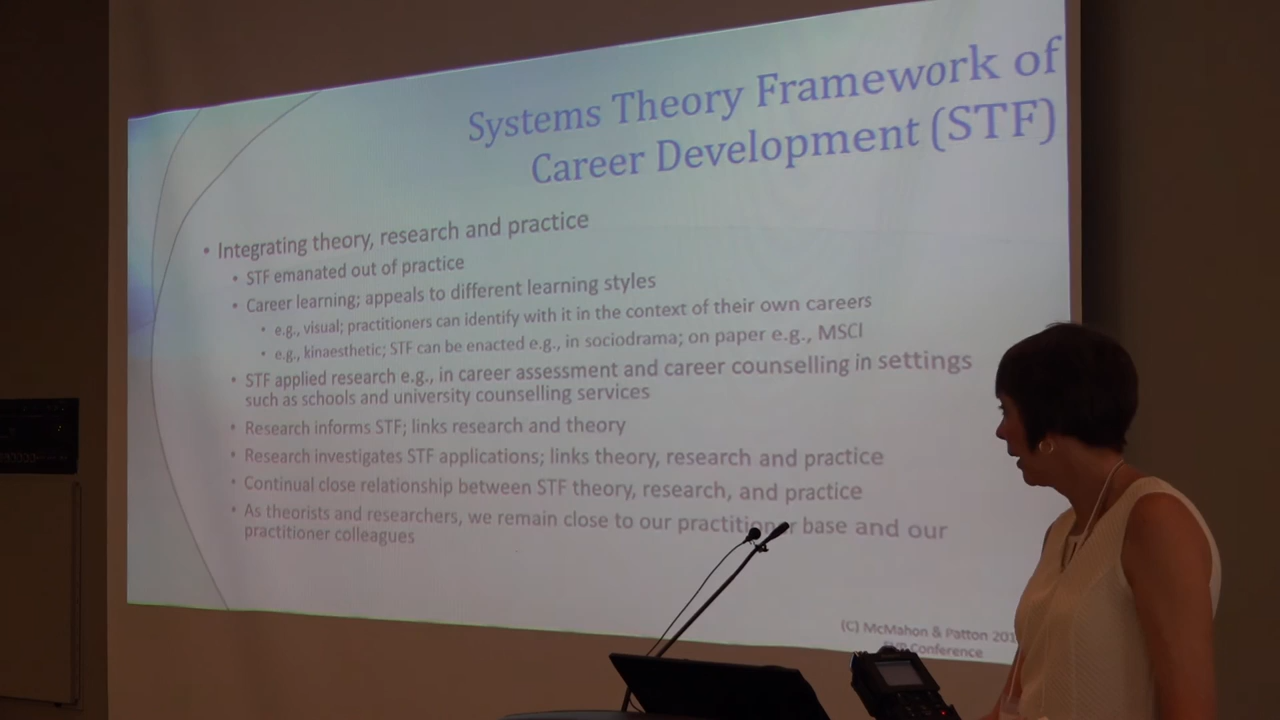 Systems Theory Framework of
Career Development (STF)
• Integrating theory, research and practice
• STF emanated out of practice
• Career learning; appeals to different learning styles
• e.g., visual; practitioners can identify with it in the context of their own careers
• e.g., kinaesthetic; STF can be enacted e.g., in sociodrama; on paper e.g., MSCI
• STF applied research e.g., in career assessment and career counselling in settings
such as schools and university counselling services
• Research informs STF; links research and theory
• Research investigates STF applications; links theory, research and practice
• Continual close relationship between STF theory, research, and practice
• As theorists and researchers, we remain close to our practitioner base and our
practitioner colleagues
(C) McMahon & Patton
Conference